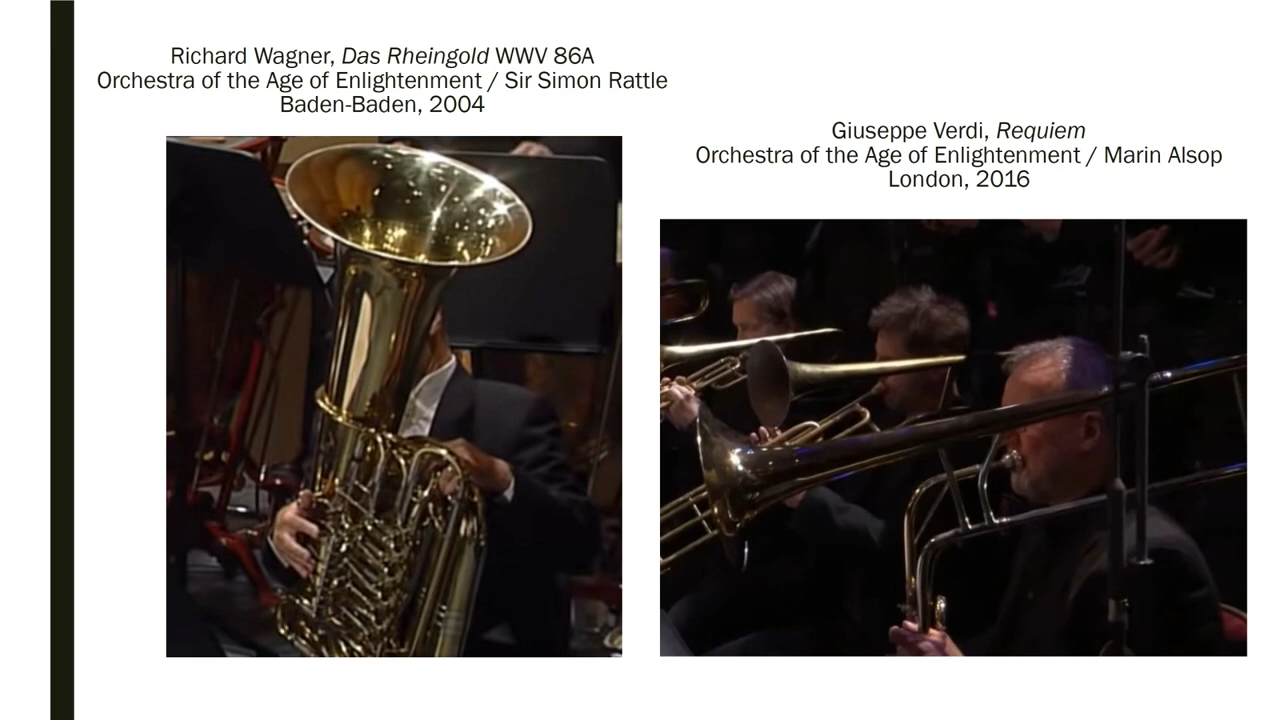 Richard Wagner, Das Rheingold WWV 86A
Orchestra of the Age of Enlightenment / Sir Simon Rattle
Baden-Baden, 2004
Giuseppe Verdi, Requiem
Orchestra of the Age of Enlightenment / Marin Alsop
London, 2016